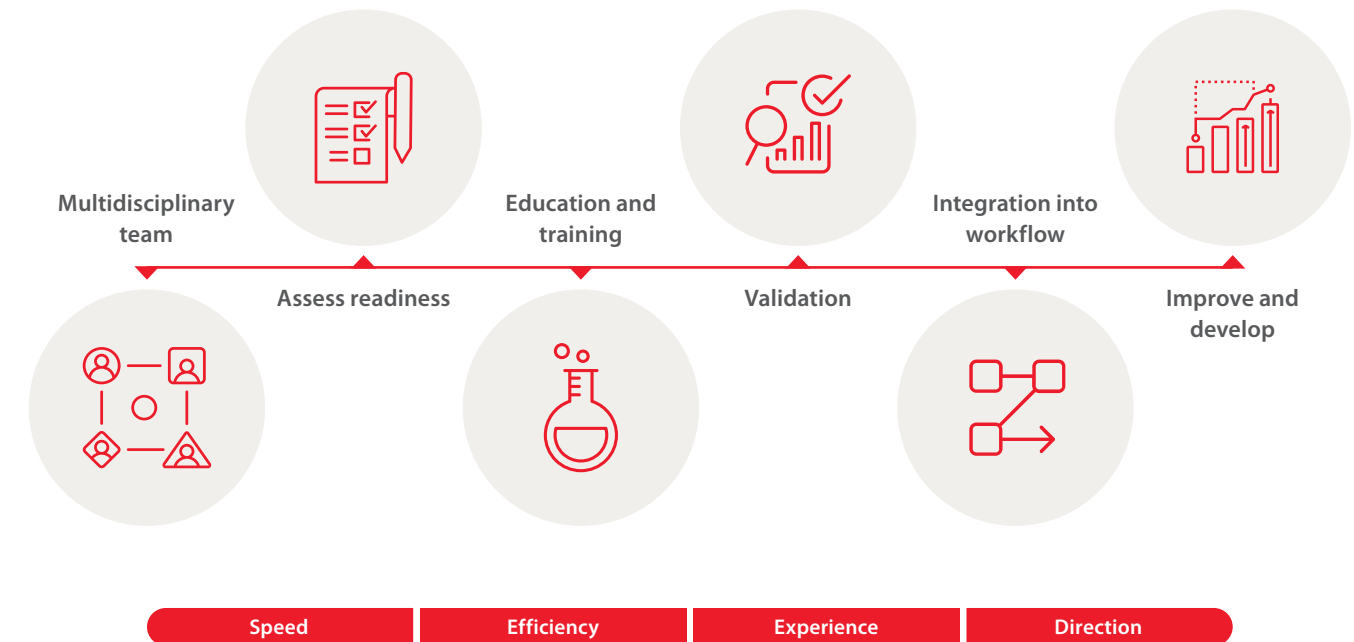 Multidisciplinary
team
Assess readiness
Education and
training
Validation
Integration into
workflow
Improve and
develop
Speed
Efficiency
Experience
Direction